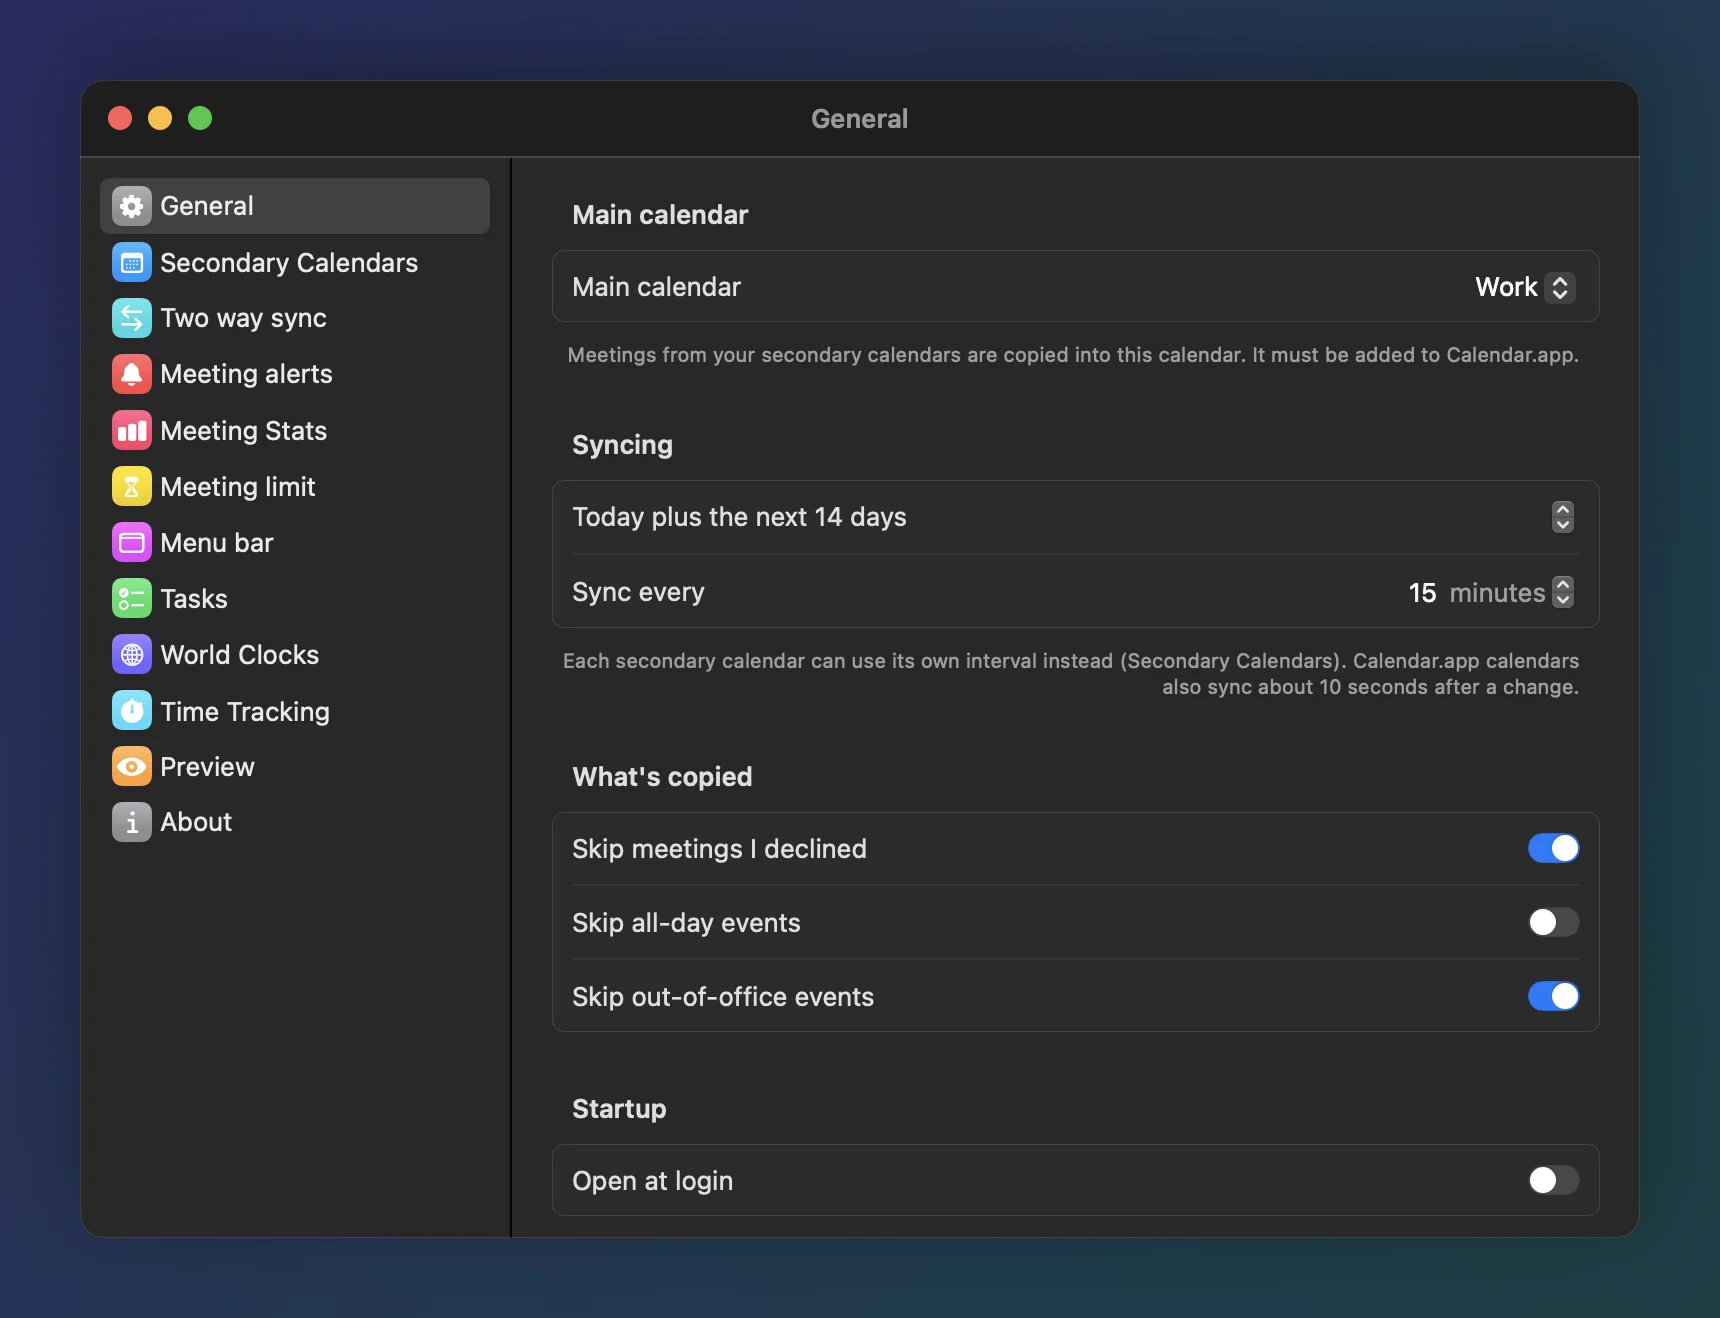 General
General
Secondary Calendars
Two way sync
Meeting alerts
Meeting Stats
Meeting limit
Menu bar
Tasks
World Clocks
Time Tracking
Preview
About
Main calendar
Main calendar
Work
Meetings from your secondary calendars are copied into this calendar. It must be added to Calendar.app.
Syncing
Today plus the next 14 days
Sync every
15 minutes
Each secondary calendar can use its own interval instead (Secondary Calendars). Calendar.app calendars
also sync about 10 seconds after a change.
What's copied
Skip meetings I declined
Skip all-day events
Skip out-of-office events
Startup
Open at login